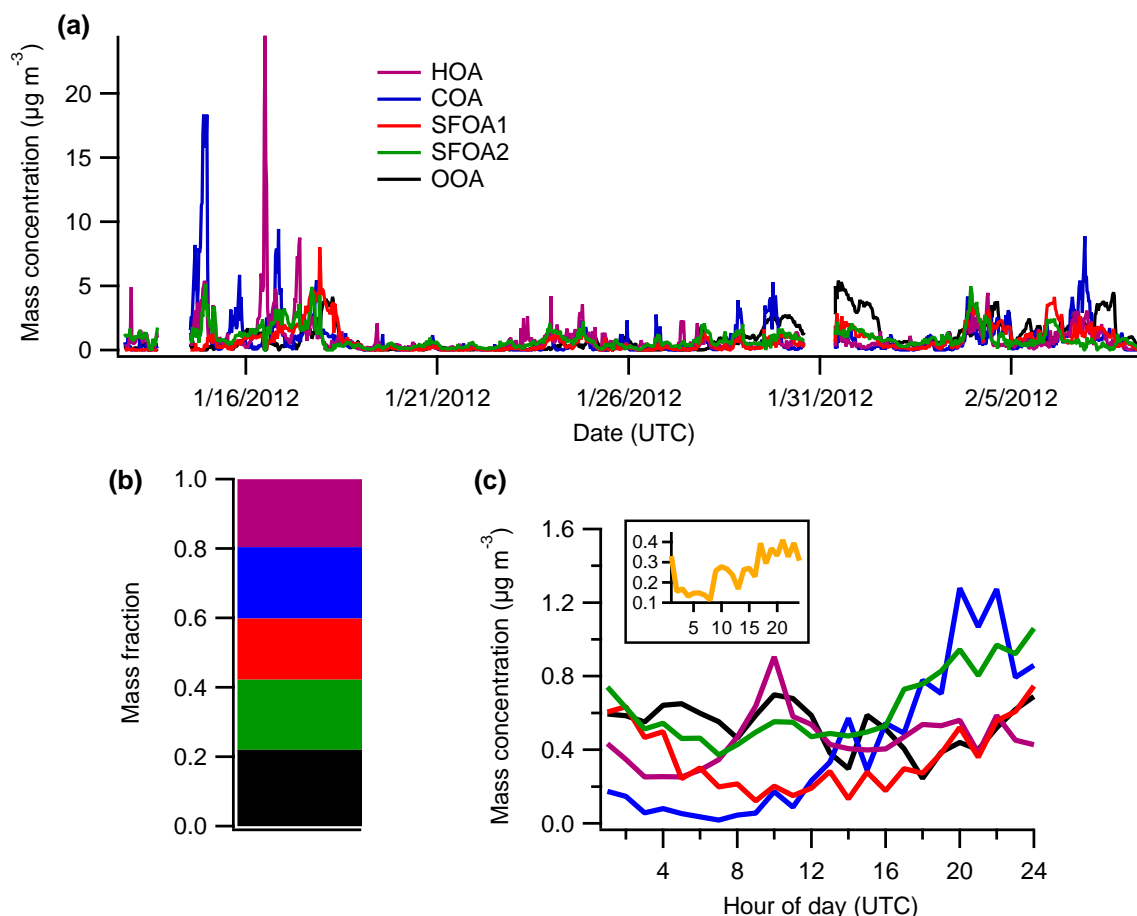 (a)
Mass concentration (µg m-3)
20
15
10
5
0
HOA
COA
SFOA1
SFOA2
OOA
1/16/2012
1/21/2012
1/26/2012
1/31/2012
2/5/2012
Date (UTC)
(b)
Mass fraction
1.0
0.8
0.6
0.4
0.2
0.0
(c)
Mass concentration (µg m-3)
1.6
1.2
0.8
0.4
0.0
0.4
0.3
0.2
0.1
5
10
15
20
4
8
12
16
20
24
Hour of day (UTC)